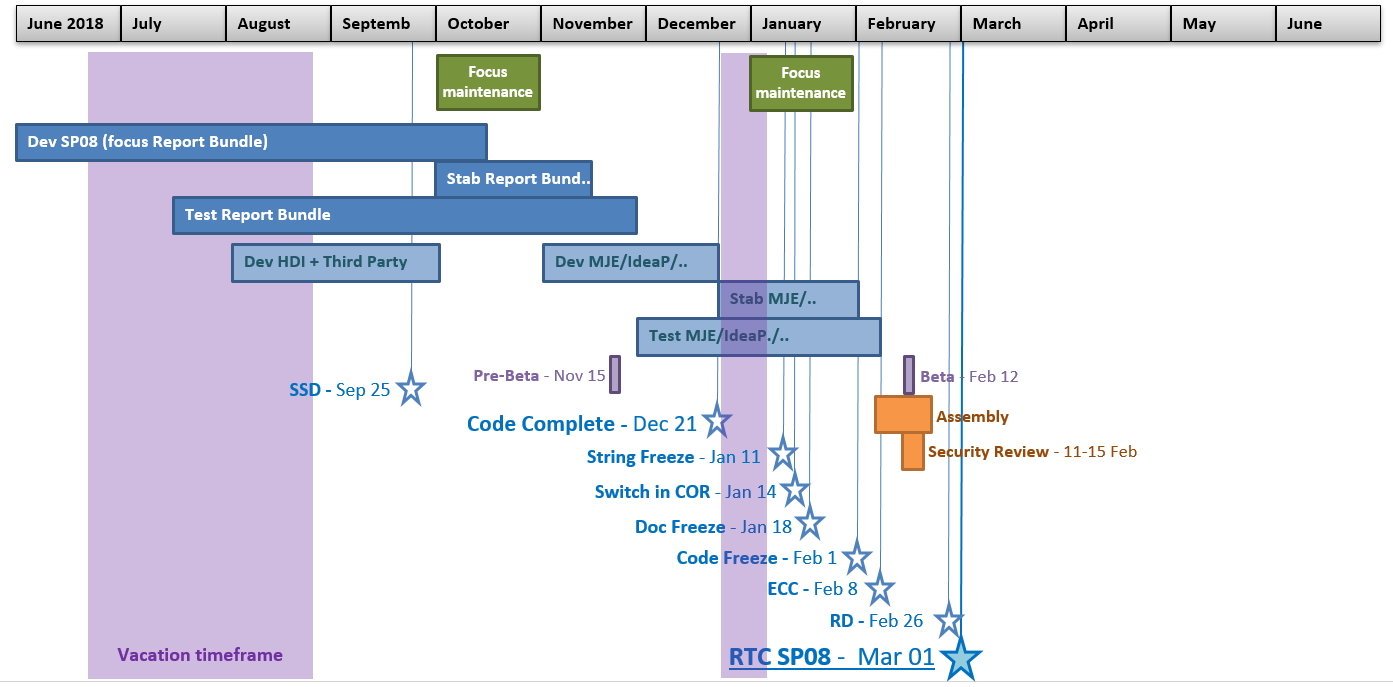 June 2018 July August Septemb October November December January February March April May June
Focus
maintenance
Focus
maintenance
Dev SP08 (focus Report Bundle)
Stab Report Bund..
Test Report Bundle
Dev HDI + Third Party
Dev MJE/IdeaP/..
Stab MJE/..
Test MJE/IdeaP./..
Pre-Beta - Nov 15
Beta - Feb 12
SSD - Sep 25
Assembly
Code Complete - Dec 21
Security Review - 11-15 Feb
String Freeze - Jan 11
Switch in COR - Jan 14
Doc Freeze - Jan 18
Code Freeze - Feb 1
ECC - Feb 8
RD - Feb 26
Vacation timeframe
RTC SP08 - Mar 01